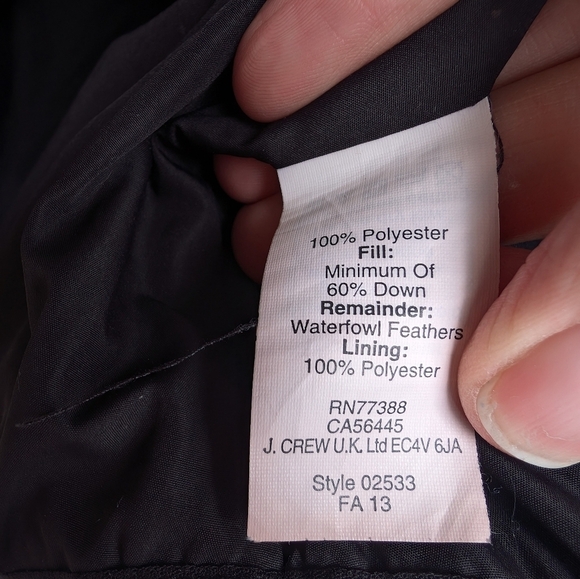 100% Polyester
Fill:
Minimum Of
60% Down
Remainder:
Waterfowl Feathers
Lining:
100% Polyester
RN77388
CA56445
J. CREW U.K. Ltd EC4V 6JA
Style 02533
FA 13